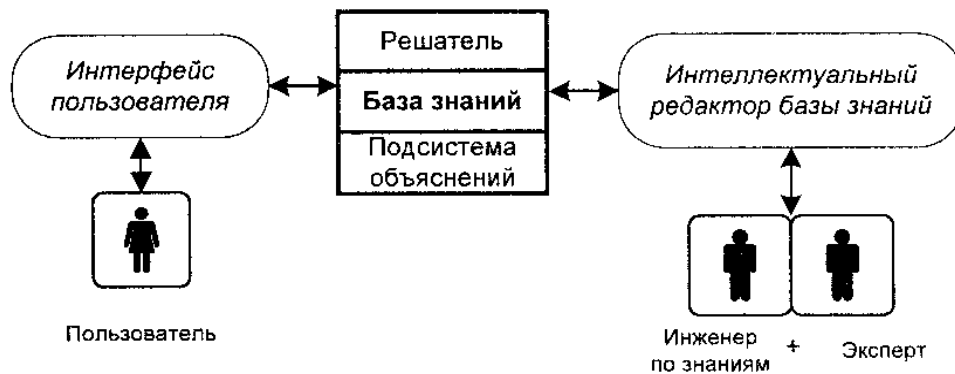 Интерфейс
пользователя
Решатель
База знаний
Подсистема
объяснений
Интеллектуальный
редактор базы знаний
Пользователь
Инженер
по знаниям
+
Эксперт